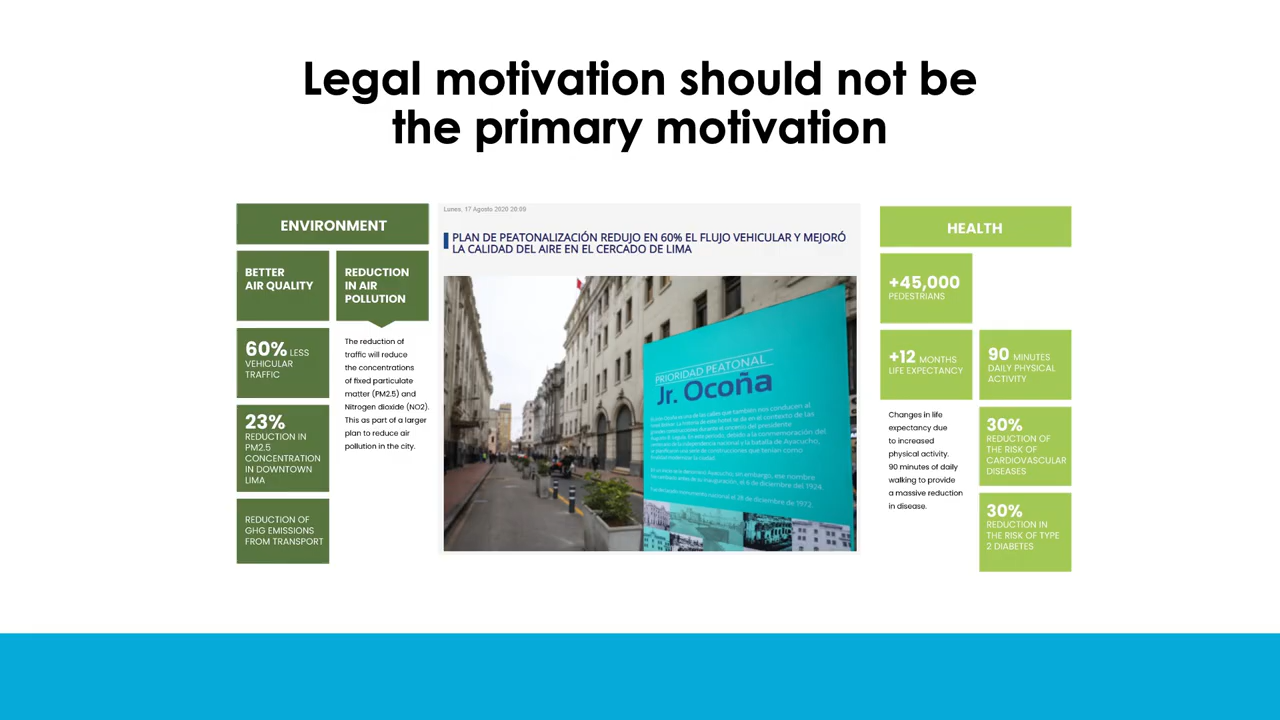 Legal motivation should not be
the primary motivation
ENVIRONMENT
BETTER
AIR QUALITY
60% LESS
VEHICULAR
TRAFFIC
23%
REDUCTION IN
PM2.5
CONCENTRATION
IN DOWNTOWN
LIMA
REDUCTION OF
GHG EMISSIONS
FROM TRANSPORT
REDUCTION
IN AIR
POLLUTION
The reduction of
traffic will reduce
the concentrations
of fixed particulate
matter (PM2.5) and
Nitrogen dioxide (NO2).
This as part of a larger
plan to reduce air
pollution in the city.
Lunes, 17 Agosto 2020 20:09
PLAN DE PEATONALIZACIÓN REDUJO EN 60% EL FLUJO VEHICULAR Y MEJORÓ
LA CALIDAD DEL AIRE EN EL CERCADO DE LIMA
PRIORIDAD PEATONAL
Jr. Ocoña
HEALTH
+45,000
PEDESTRIANS
+12 MONTHS
LIFE EXPECTANCY
Changes in life
expectancy due
to increased
physical activity.
90 minutes of daily
walking to provide
a massive reduction
in disease.
90 MINUTES
DAILY PHYSICAL
ACTIVITY
30%
REDUCTION OF
THE RISK OF
CARDIOVASCULAR
DISEASES
30%
REDUCTION IN
THE RISK OF TYPE
2 DIABETES